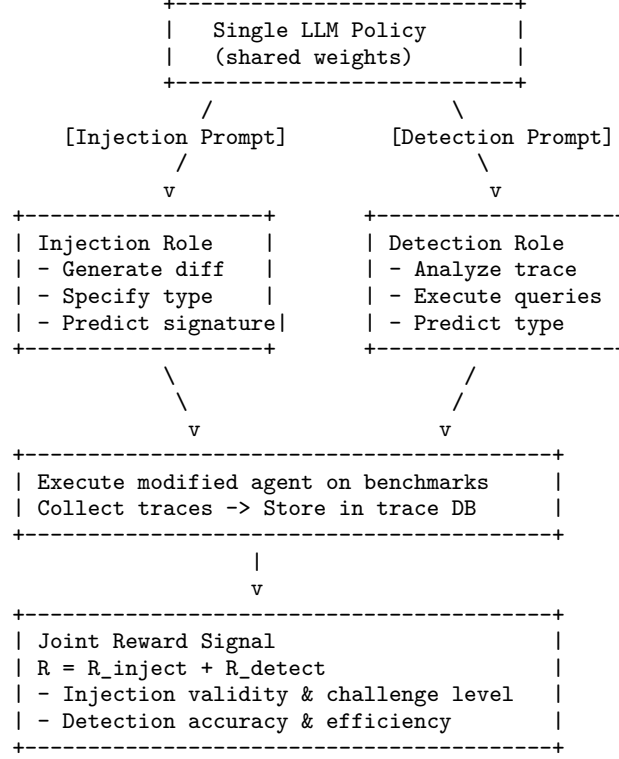 Single LLM Policy
(shared weights)
[Injection Prompt] [Detection Prompt]
v v
Injection Role Detection Role
- Generate diff - Analyze trace
- Specify type - Execute queries
- Predict signature - Predict type
v v
Execute modified agent on benchmarks
Collect traces -> Store in trace DB
v
Joint Reward Signal
R = R_inject + R_detect
- Injection validity & challenge level
- Detection accuracy & efficiency